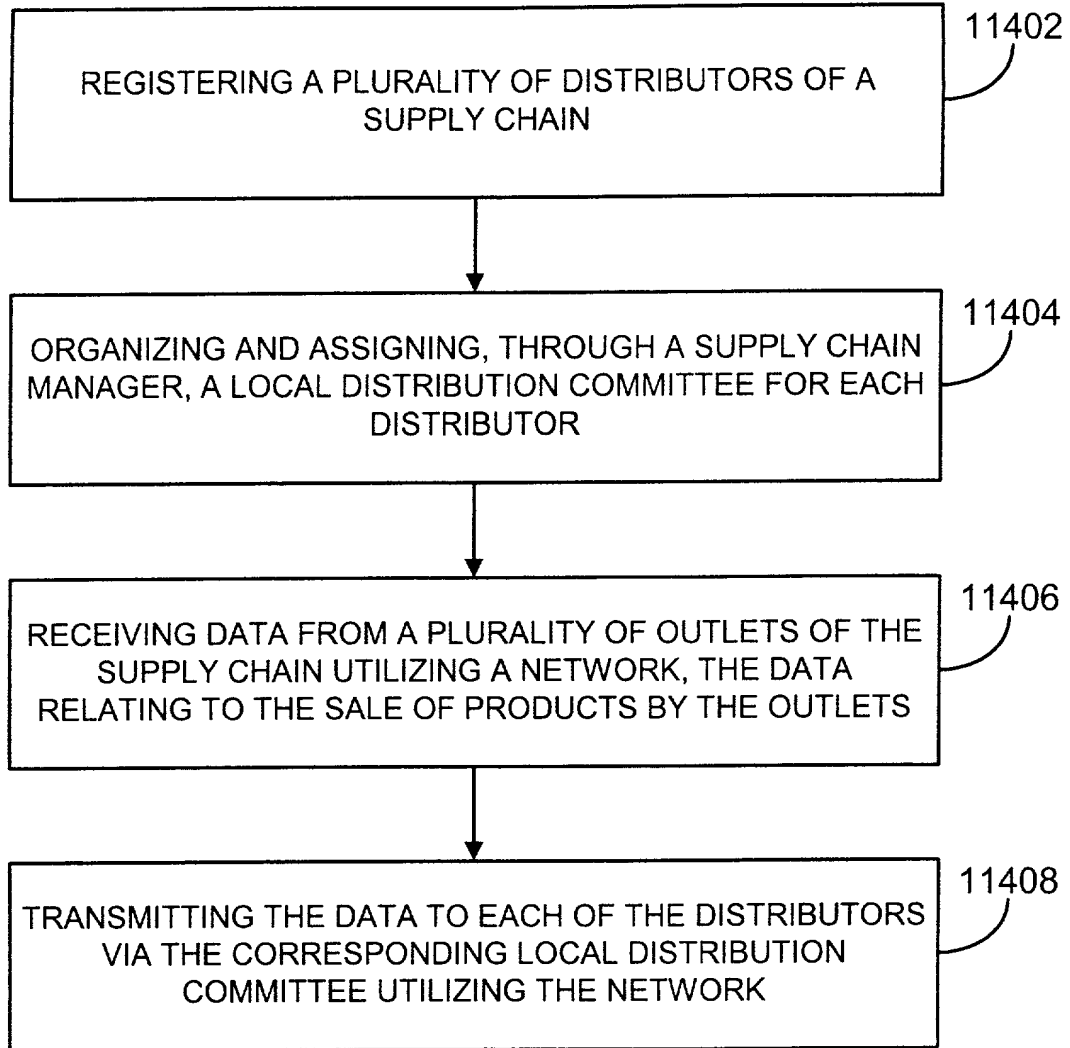 11402
REGISTERING A PLURALITY OF DISTRIBUTORS OF A
SUPPLY CHAIN
11404
ORGANIZING AND ASSIGNING, THROUGH A SUPPLY CHAIN
MANAGER, A LOCAL DISTRIBUTION COMMITTEE FOR EACH
DISTRIBUTOR
11406
RECEIVING DATA FROM A PLURALITY OF OUTLETS OF THE
SUPPLY CHAIN UTILIZING A NETWORK, THE DATA
RELATING TO THE SALE OF PRODUCTS BY THE OUTLETS
11408
TRANSMITTING THE DATA TO EACH OF THE DISTRIBUTORS
VIA THE CORRESPONDING LOCAL DISTRIBUTION
COMMITTEE UTILIZING THE NETWORK